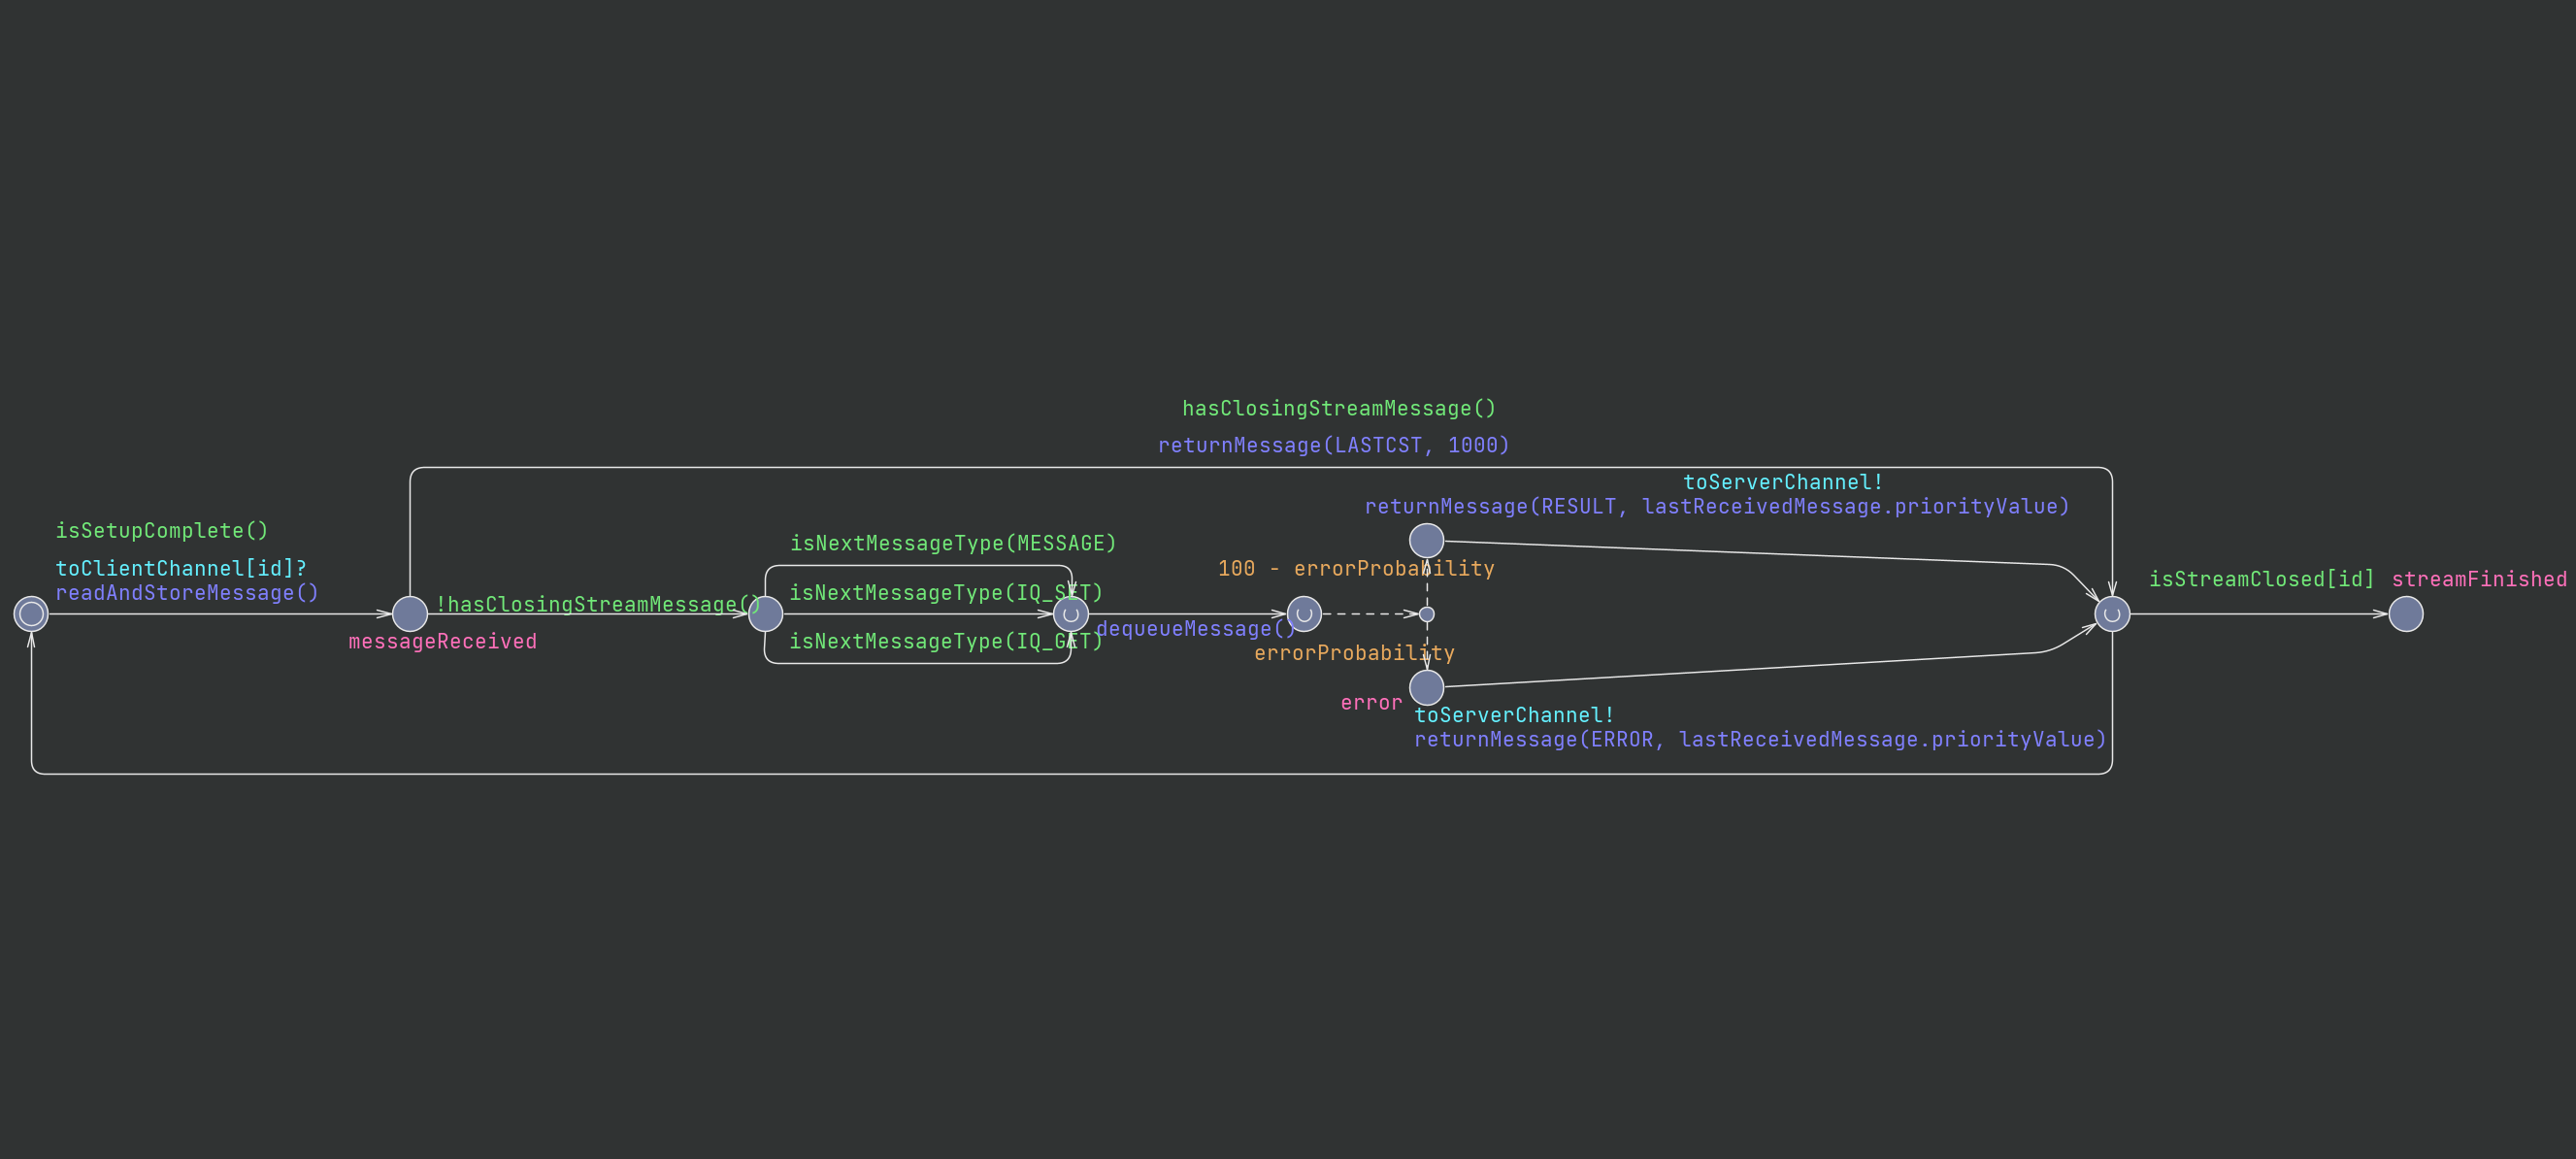 hasClosingStreamMessage()
returnMessage(LASTCST, 1000)
toServerChannel!
returnMessage(RESULT, lastReceivedMessage.priorityValue)
isSetupComplete()
toClientChannel[id]?
readAndStoreMessage()
messageReceived
!hasClosingStreamMessage()
isNextMessageType(MESSAGE)
isNextMessageType(IQ_SET)
isNextMessageType(IQ_GET)
dequeueMessage()
100 - errorProbability
errorProbability
error
toServerChannel!
returnMessage(ERROR, lastReceivedMessage.priorityValue)
isStreamClosed[id]
streamFinished